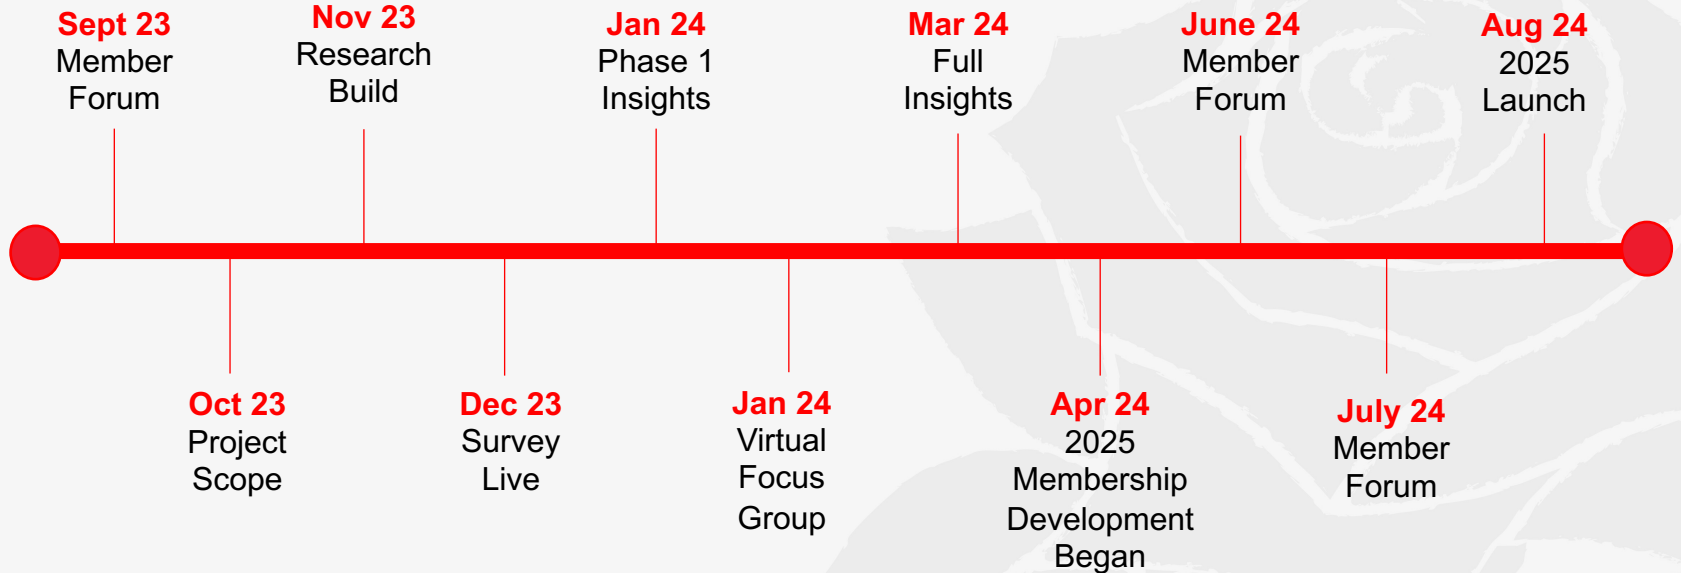 Sept 23
Member
Forum
Nov 23
Research
Build
Jan 24
Phase 1
Insights
Mar 24
Full
Insights
June 24
Member
Forum
Aug 24
2025
Launch
Oct 23
Project
Scope
Dec 23
Survey
Live
Jan 24
Virtual
Focus
Group
Apr 24
2025
Membership
Development
Began
July 24
Member
Forum